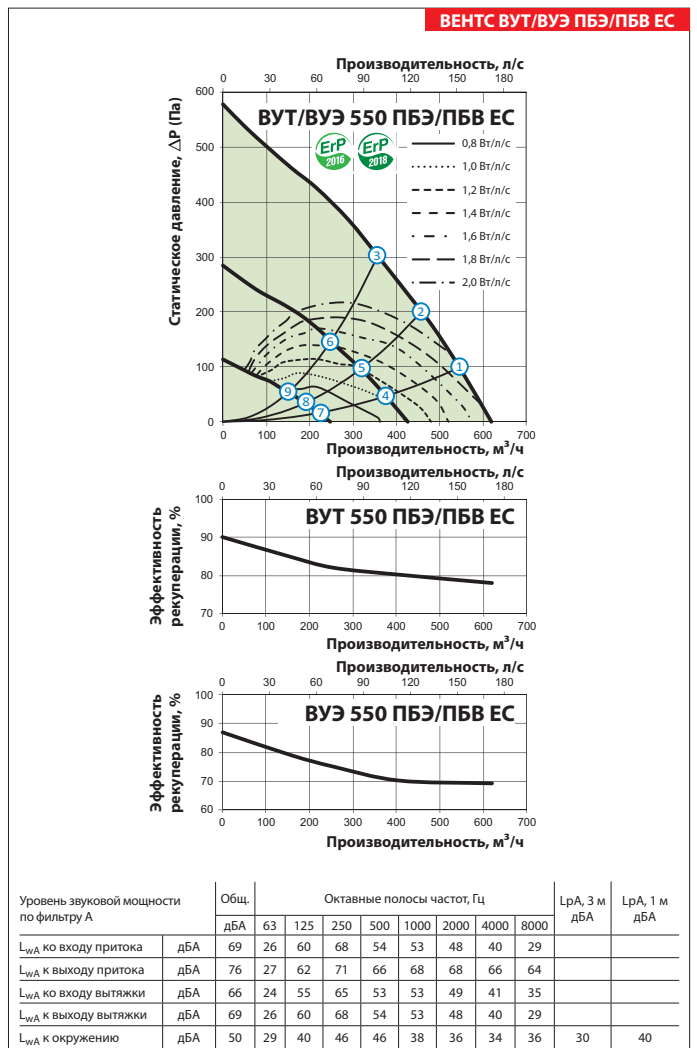 ВЕНТС ВУТ/ВУЭ ПБЭ/ПБВ ЕС
Производительность, л/с
0 30 60 90 120 150 180
600
500
400
300
200
100
0
Статическое давление, △P (Па)
ВУТ/ВУЭ 550 ПБЭ/ПБВ ЕС
ErP 2016
ErP 2018
0,8 Вт/л/с
1,0 Вт/л/с
1,2 Вт/л/с
1,4 Вт/л/с
1,6 Вт/л/с
1,8 Вт/л/с
2,0 Вт/л/с
3
2
1
6
5
4
9
8
7
0 100 200 300 400 500 600 700
Производительность, м³/ч
Производительность, л/с
0 30 60 90 120 150 180
100
90
80
70
Эффективность
рекуперации, %
ВУТ 550 ПБЭ/ПБВ ЕС
0 100 200 300 400 500 600 700
Производительность, м³/ч
Производительность, л/с
0 30 60 90 120 150 180
100
90
80
70
60
Эффективность
рекуперации, %
ВУЭ 550 ПБЭ/ПБВ ЕС
0 100 200 300 400 500 600 700
Производительность, м³/ч
Уровень звуковой мощности по фильтру А Общ. Октавные полосы частот, Гц LpA, 3 м дБА LpA, 1 м дБА
дБА 63 125 250 500 1000 2000 4000 8000
LwA ко входу притока дБА 69 26 60 68 54 53 48 40 29
LwA к выходу притока дБА 76 27 62 71 66 68 68 66 64
LwA ко входу вытяжки дБА 66 24 55 65 53 53 49 41 35
LwA к выходу вытяжки дБА 69 26 60 68 54 53 48 40 29
LwA к окружению дБА 50 29 40 46 46 38 36 34 36 30 40